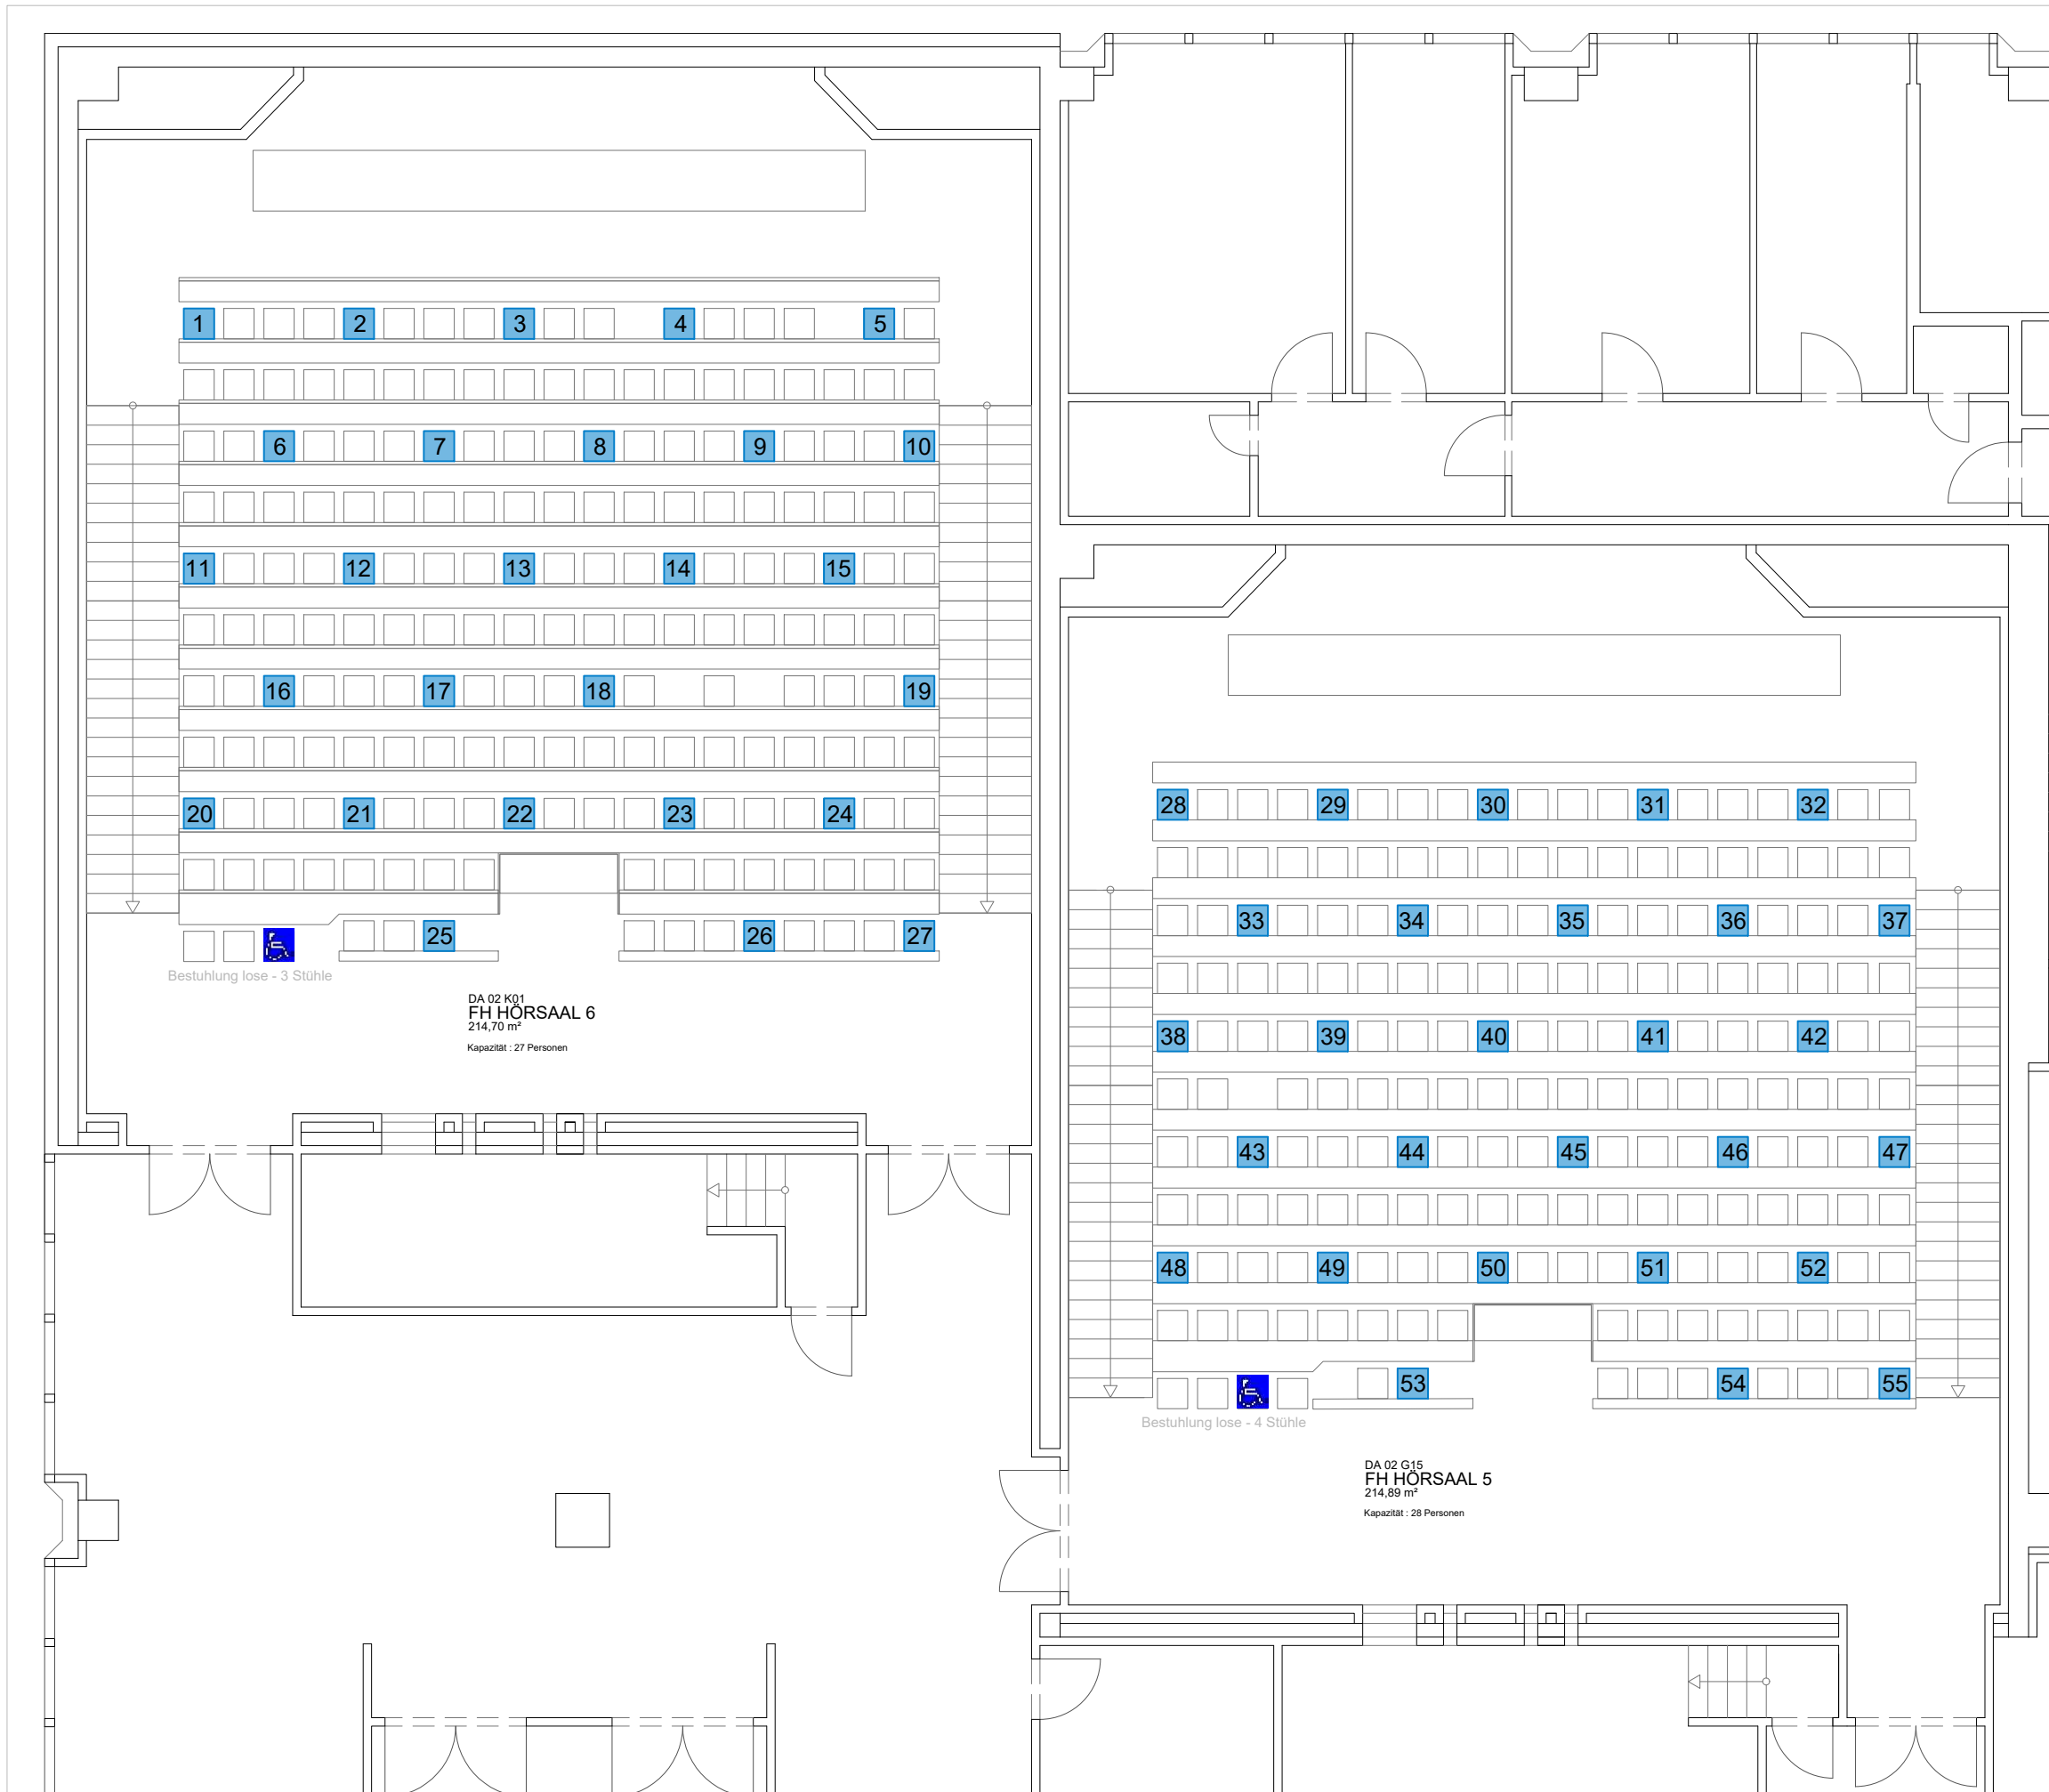 1 2 3 4 5
6 7 8 9 10
11 12 13 14 15
16 17 18 19
20 21 22 23 24
25 26 27
Bestuhlung lose - 3 Stühle
DA 02 K01
FH HÖRSAAL 6
214,70 m²
Kapazität : 27 Personen
28 29 30 31 32
33 34 35 36 37
38 39 40 41 42
43 44 45 46 47
48 49 50 51 52
53 54 55
Bestuhlung lose - 4 Stühle
DA 02 G15
FH HÖRSAAL 5
214,89 m²
Kapazität : 28 Personen